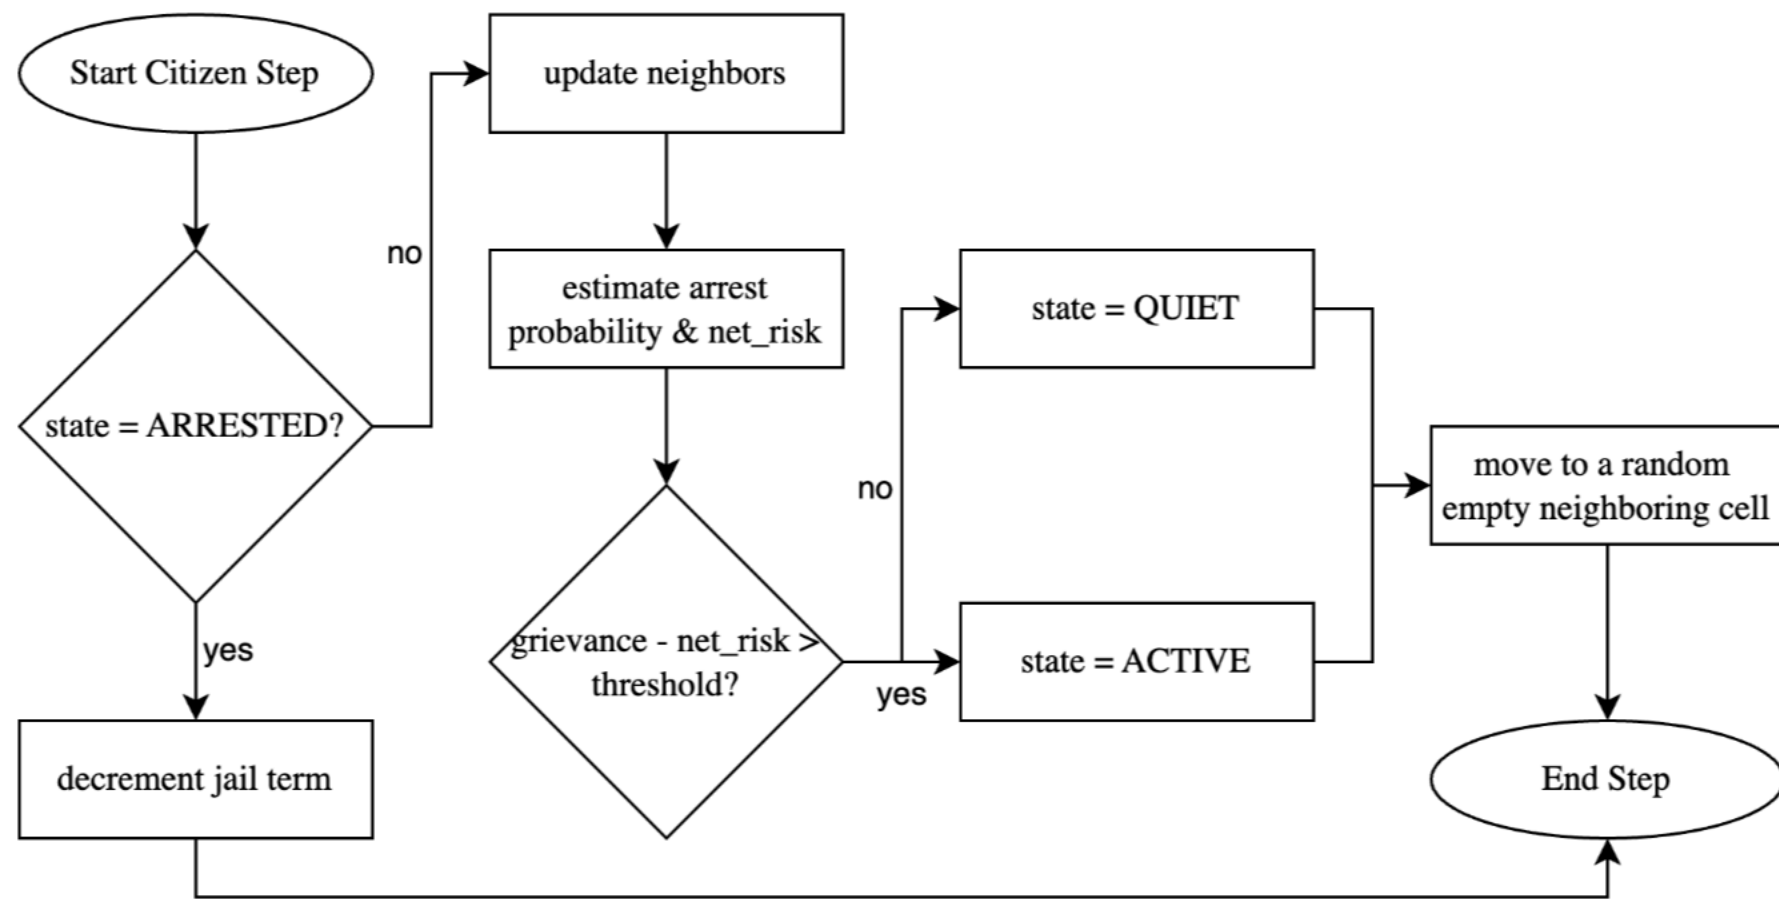 Start Citizen Step
update neighbors
no
estimate arrest
probability & net_risk
state = QUIET
state = ARRESTED?
move to a random
empty neighboring cell
no
grievance - net_risk >
threshold?
yes
state = ACTIVE
yes
decrement jail term
End Step